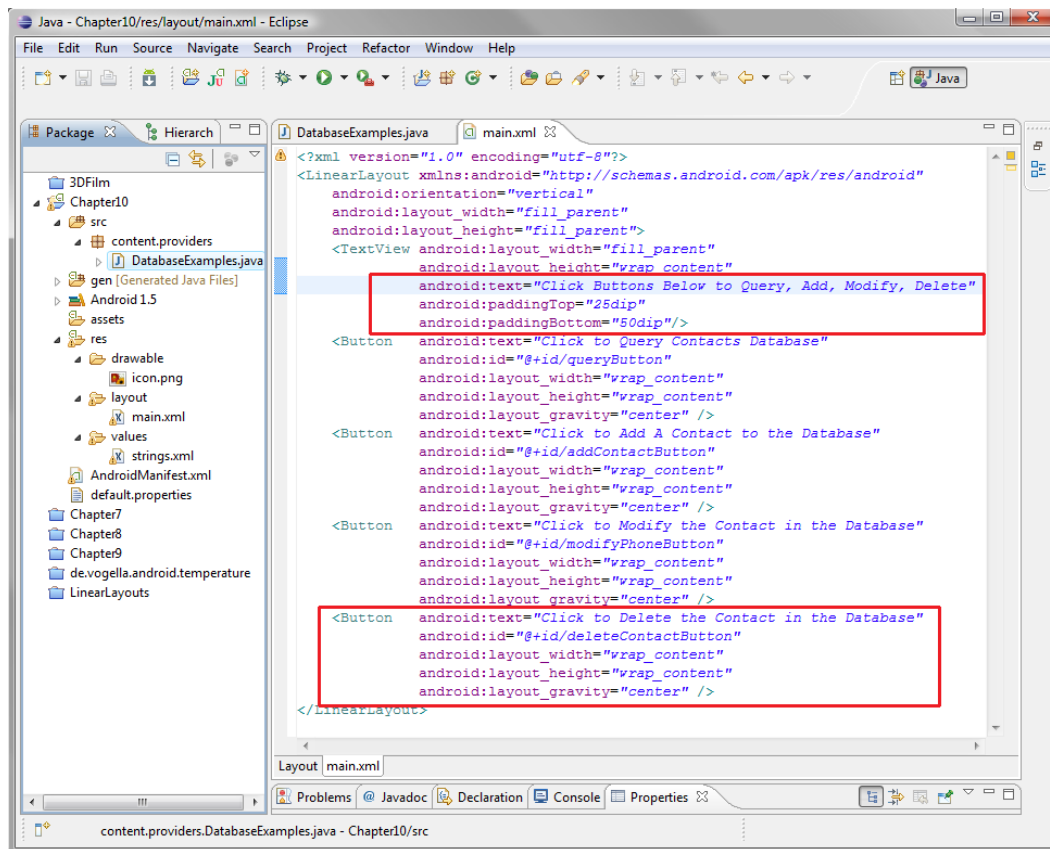 Java - Chapter10/res/layout/main.xml - Eclipse
File Edit Run Source Navigate Search Project Refactor Window Help
Java
Package Hierarch
DatabaseExamples.java main.xml
3DFilm
Chapter10
src
content.providers
DatabaseExamples.java
gen [Generated Java Files]
Android 1.5
assets
res
drawable
icon.png
layout
main.xml
values
strings.xml
AndroidManifest.xml
default.properties
Chapter7
Chapter8
Chapter9
de.vogella.android.temperature
LinearLayouts
<?xml version="1.0" encoding="utf-8"?>
<LinearLayout xmlns:android="http://schemas.android.com/apk/res/android"
android:orientation="vertical"
android:layout_width="fill_parent"
android:layout_height="fill_parent">
<TextView android:layout_width="fill_parent"
android:layout_height="wrap_content"
android:text="Click Buttons Below to Query, Add, Modify, Delete"
android:paddingTop="25dip"
android:paddingBottom="50dip"/>
<Button android:text="Click to Query Contacts Database"
android:id="@+id/queryButton"
android:layout_width="wrap_content"
android:layout_height="wrap_content"
android:layout_gravity="center" />
<Button android:text="Click to Add A Contact to the Database"
android:id="@+id/addContactButton"
android:layout_width="wrap_content"
android:layout_height="wrap_content"
android:layout_gravity="center" />
<Button android:text="Click to Modify the Contact in the Database"
android:id="@+id/modifyPhoneButton"
android:layout_width="wrap_content"
android:layout_height="wrap_content"
android:layout_gravity="center" />
<Button android:text="Click to Delete the Contact in the Database"
android:id="@+id/deleteContactButton"
android:layout_width="wrap_content"
android:layout_height="wrap_content"
android:layout_gravity="center" />
</LinearLayout>
Layout main.xml
Problems @ Javadoc Declaration Console Properties
content.providers.DatabaseExamples.java - Chapter10/src